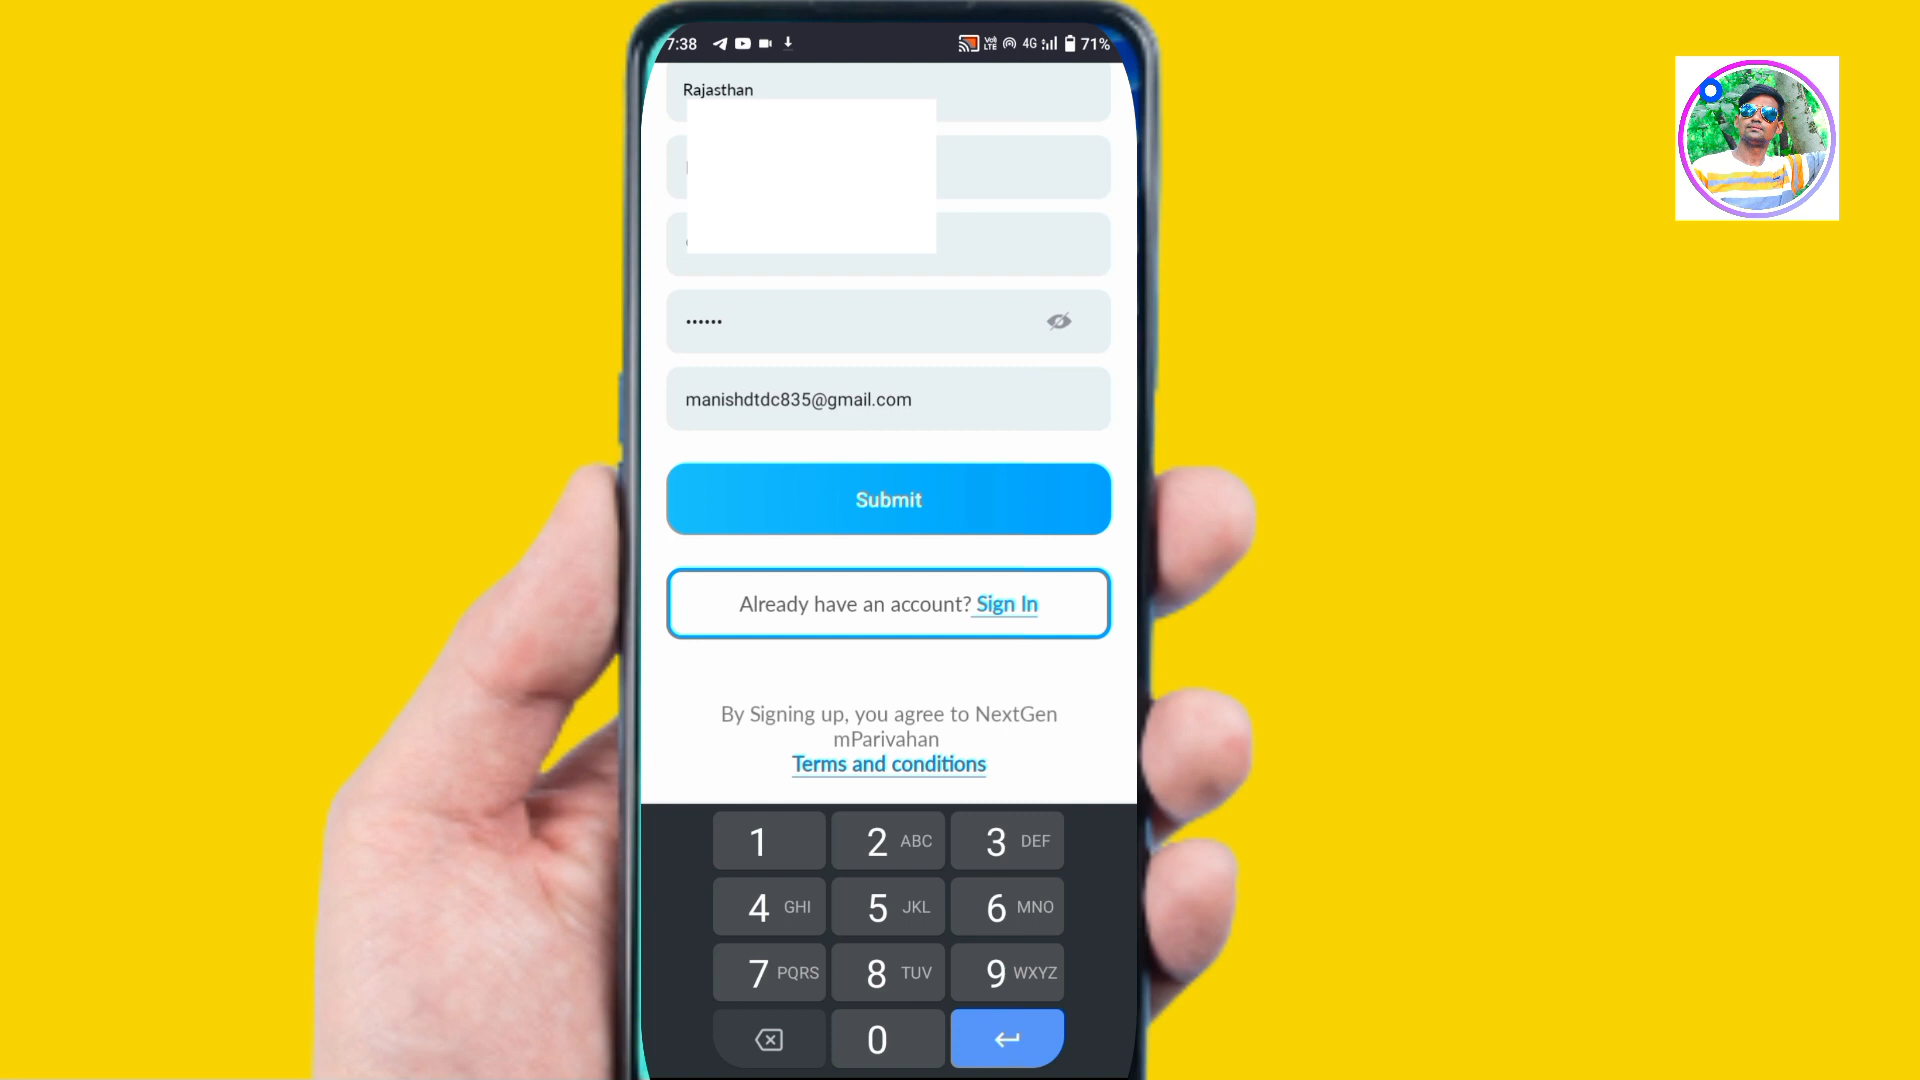 7:38 4G 71%
Rajasthan
••••••
manishdtdc835@gmail.com
Submit
Already have an account? Sign In
By Signing up, you agree to NextGen
mParivahan
Terms and conditions
1 2 ABC 3 DEF
4 GHI 5 JKL 6 MNO
7 PQRS 8 TUV 9 WXYZ
0